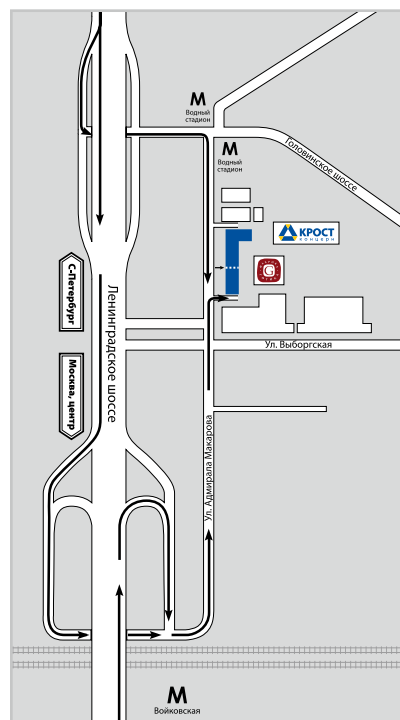 М
Водный
стадион
М
Водный
стадион
Головинское шоссе
КРОСТ
КОНЦЕРН
G
С-Петербург
Москва, центр
Ленинградское шоссе
Ул. Выборгская
Ул. Адмирала Макарова
М
Войковская